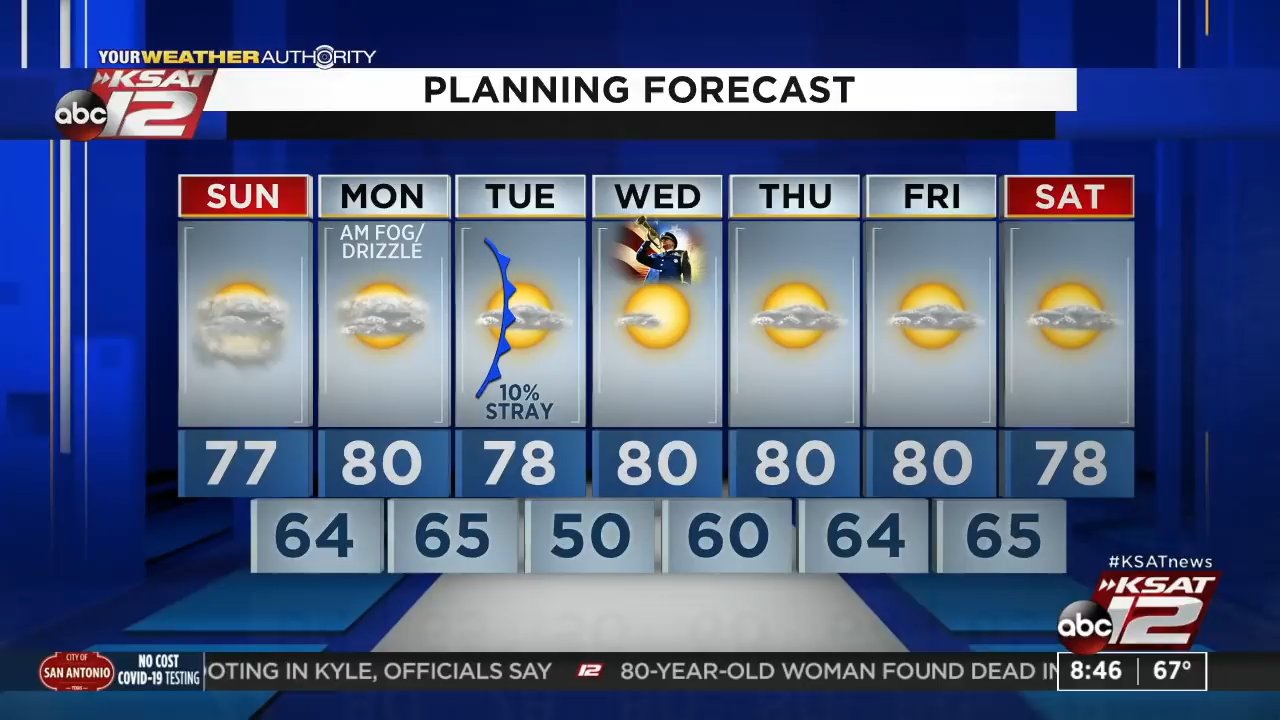 YOURWEATHERAUTHORITY
KSAT
abc 12
PLANNING FORECAST
SUN MON TUE WED THU FRI SAT
AM FOG/
DRIZZLE
10%
STRAY
77 80 78 80 80 80 78
64 65 50 60 64 65
#KSATnews
KSAT
abc 12
CITY OF
SAN ANTONIO
TEXAS
NO COST
COVID-19 TESTING
OOTING IN KYLE, OFFICIALS SAY 12 80-YEAR-OLD WOMAN FOUND DEAD IN
8:46 67°